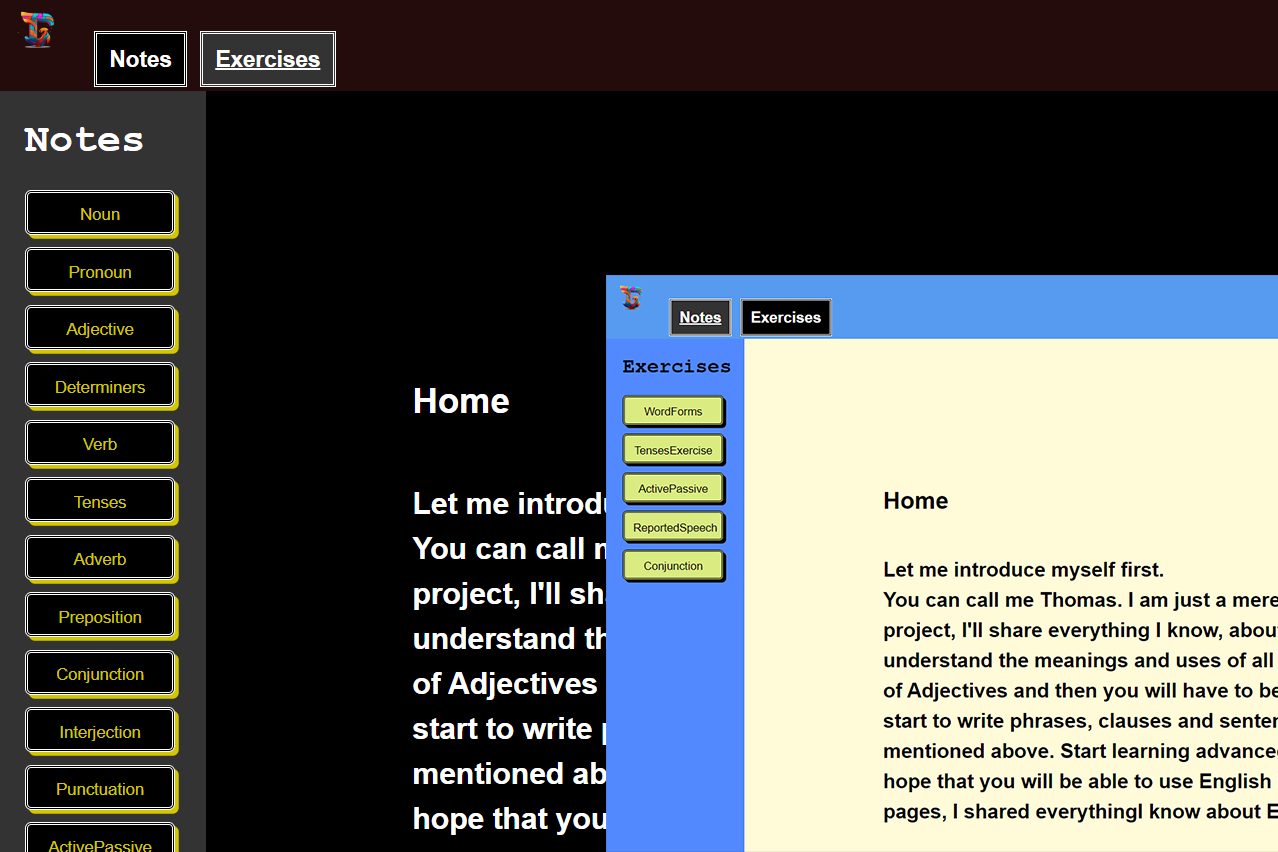 Notes
Exercises
Notes
Noun
Pronoun
Adjective
Determiners
Verb
Tenses
Adverb
Preposition
Conjunction
Interjection
Punctuation
ActivePassive
Home
Let me introdu
You can call m
project, I'll sha
understand th
of Adjectives
start to write p
mentioned ab
hope that you
Notes
Exercises
Exercises
WordForms
TensesExercise
ActivePassive
ReportedSpeech
Conjunction
Home
Let me introduce myself first.
You can call me Thomas. I am just a mere
project, I'll share everything I know, abou
understand the meanings and uses of all
of Adjectives and then you will have to be
start to write phrases, clauses and senten
mentioned above. Start learning advanced
hope that you will be able to use English
pages, I shared everythingI know about E